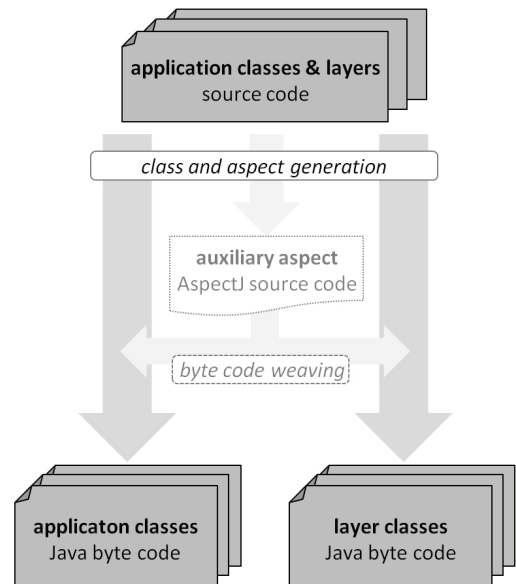 application classes & layers
source code
class and aspect generation
auxiliary aspect
AspectJ source code
byte code weaving
applicaton classes
Java byte code
layer classes
Java byte code